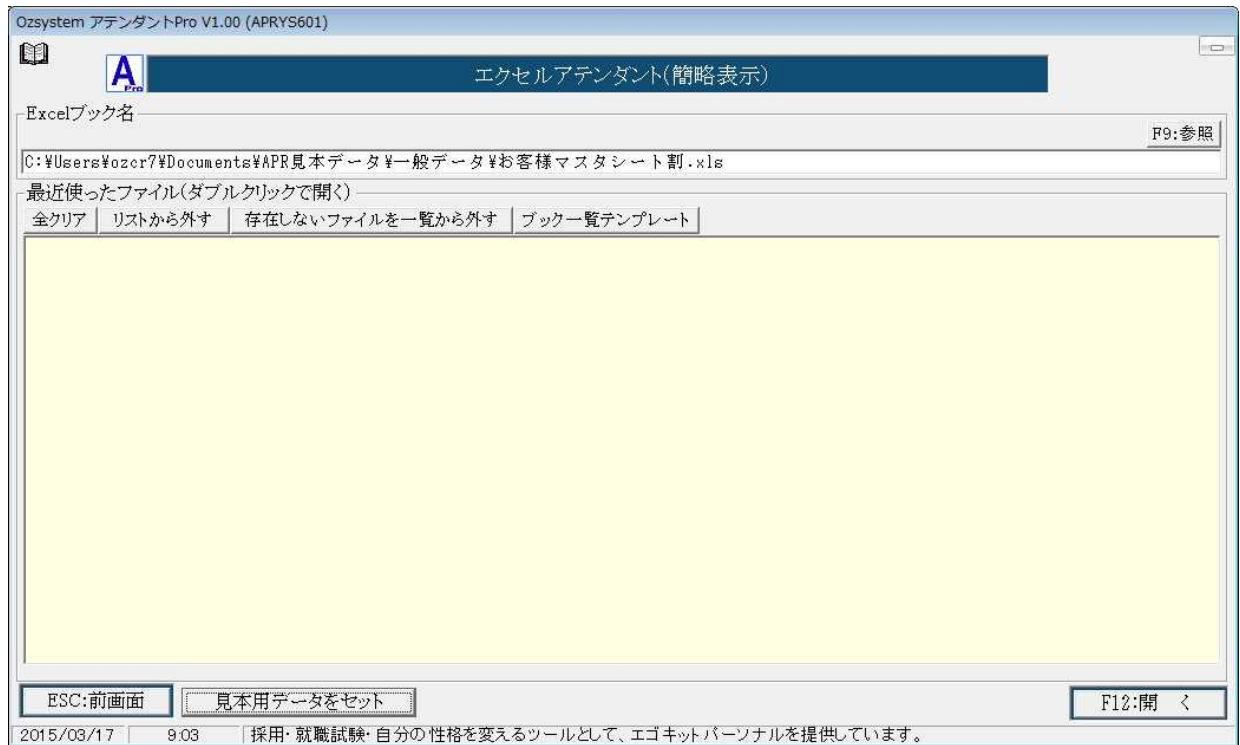 Ozsystem アテンダントPro V1.00 (APRYS601)
A
Pro
エクセルアテンダント(簡略表示)
Excelブック名
F9:参照
C:¥Users¥ozcr7¥Documents¥APR見本データ¥一般データ¥お客様マスタシート割.xls
最近使ったファイル(ダブルクリックで開く)
全クリア リストから外す 存在しないファイルを一覧から外す ブック一覧テンプレート
ESC:前画面 見本用データをセット F12:開　く
2015/03/17 9:03 採用・就職試験・自分の性格を変えるツールとして、エゴキットパーソナルを提供しています。